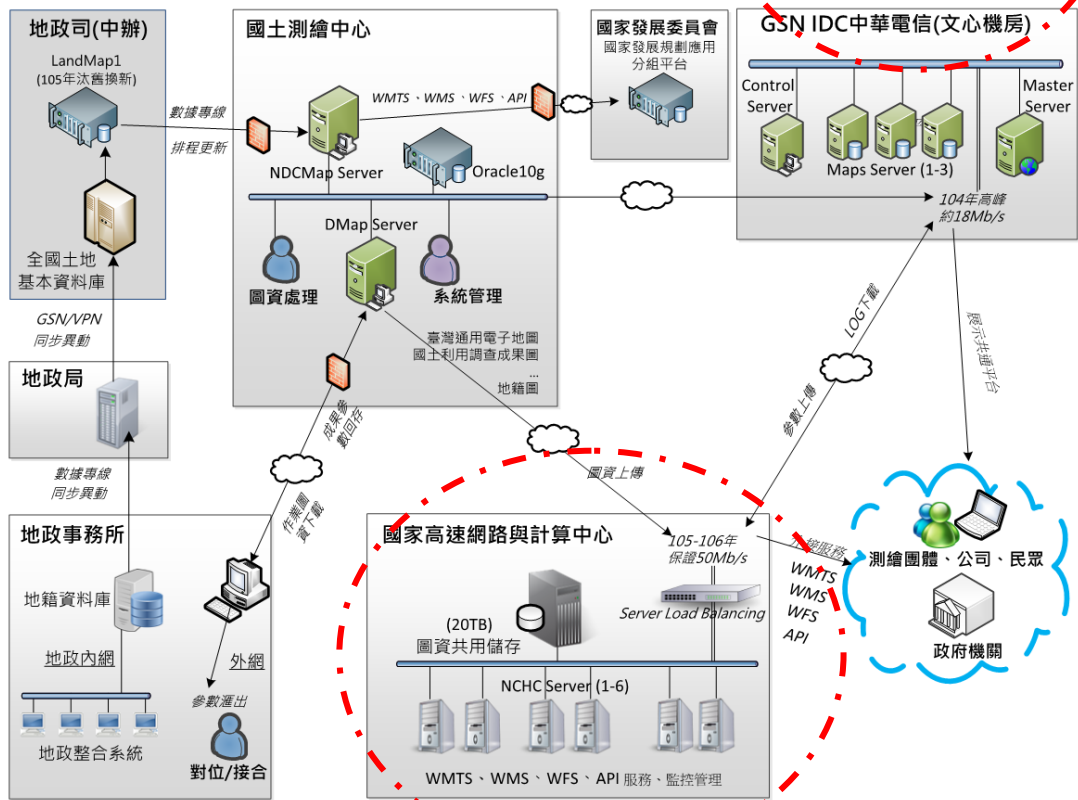 地政司(中辦)
LandMap1
(105年汰舊換新)
全國土地
基本資料庫
GSN/VPN
同步異動
地政局
數據專線
同步異動
地政事務所
地籍資料庫
地政內網
外網
參數滙出
地政整合系統
對位/接合
數據專線
排程更新
國土測繪中心
WMTS、WMS、WFS、API
NDCMap Server
Oracle10g
DMap Server
圖資處理
系統管理
臺灣通用電子地圖
國土利用調查成果圖
...
地籍圖
成果參
數回存
作業圖
資下載
圖資上傳
國家發展委員會
國家發展規劃應用
分組平台
GSN IDC中華電信(文心機房)
Control
Server
Master
Server
Maps Server (1-3)
104年高峰
約18Mb/s
LOG下載
參數上傳
展示共通平台
國家高速網路與計算中心
105-106年
保證50Mb/s
Server Load Balancing
(20TB)
圖資共用儲存
NCHC Server (1-6)
WMTS、WMS、WFS、API 服務、監控管理
接服務
WMTS
WMS
WFS
API
測繪團體、公司、民眾
政府機關